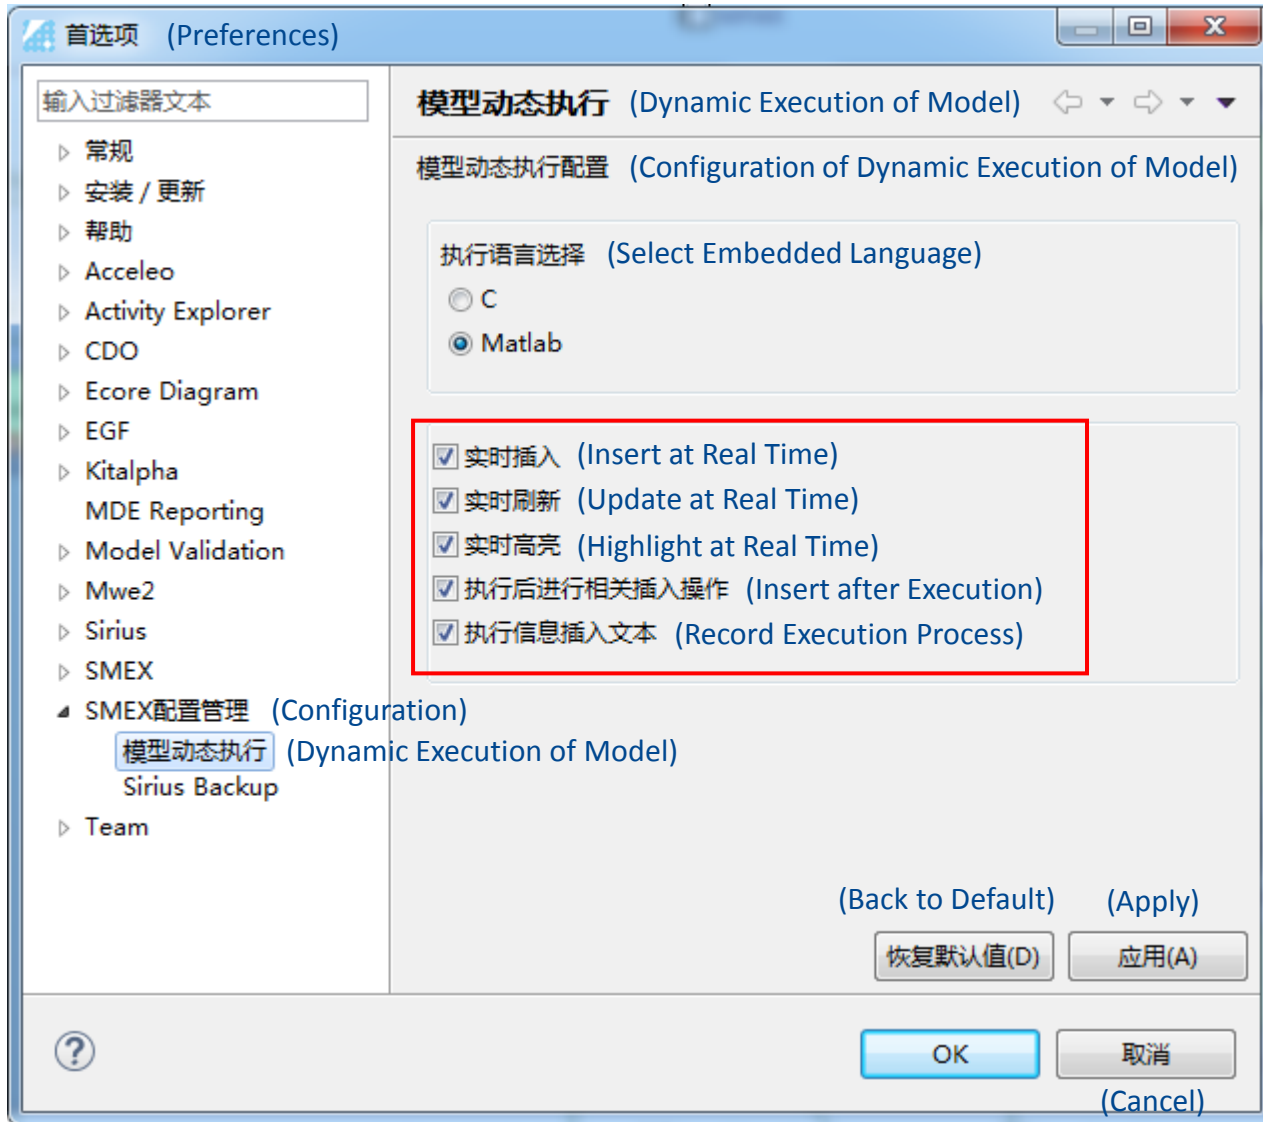 首选项 (Preferences)
输入过滤器文本
常规
安装 / 更新
帮助
Acceleo
Activity Explorer
CDO
Ecore Diagram
EGF
Kitalpha
MDE Reporting
Model Validation
Mwe2
Sirius
SMEX
SMEX配置管理 (Configuration)
模型动态执行 (Dynamic Execution of Model)
Sirius Backup
Team
模型动态执行 (Dynamic Execution of Model)
模型动态执行配置 (Configuration of Dynamic Execution of Model)
执行语言选择 (Select Embedded Language)
C
Matlab
实时插入 (Insert at Real Time)
实时刷新 (Update at Real Time)
实时高亮 (Highlight at Real Time)
执行后进行相关插入操作 (Insert after Execution)
执行信息插入文本 (Record Execution Process)
(Back to Default) (Apply)
恢复默认值(D) 应用(A)
OK 取消
(Cancel)